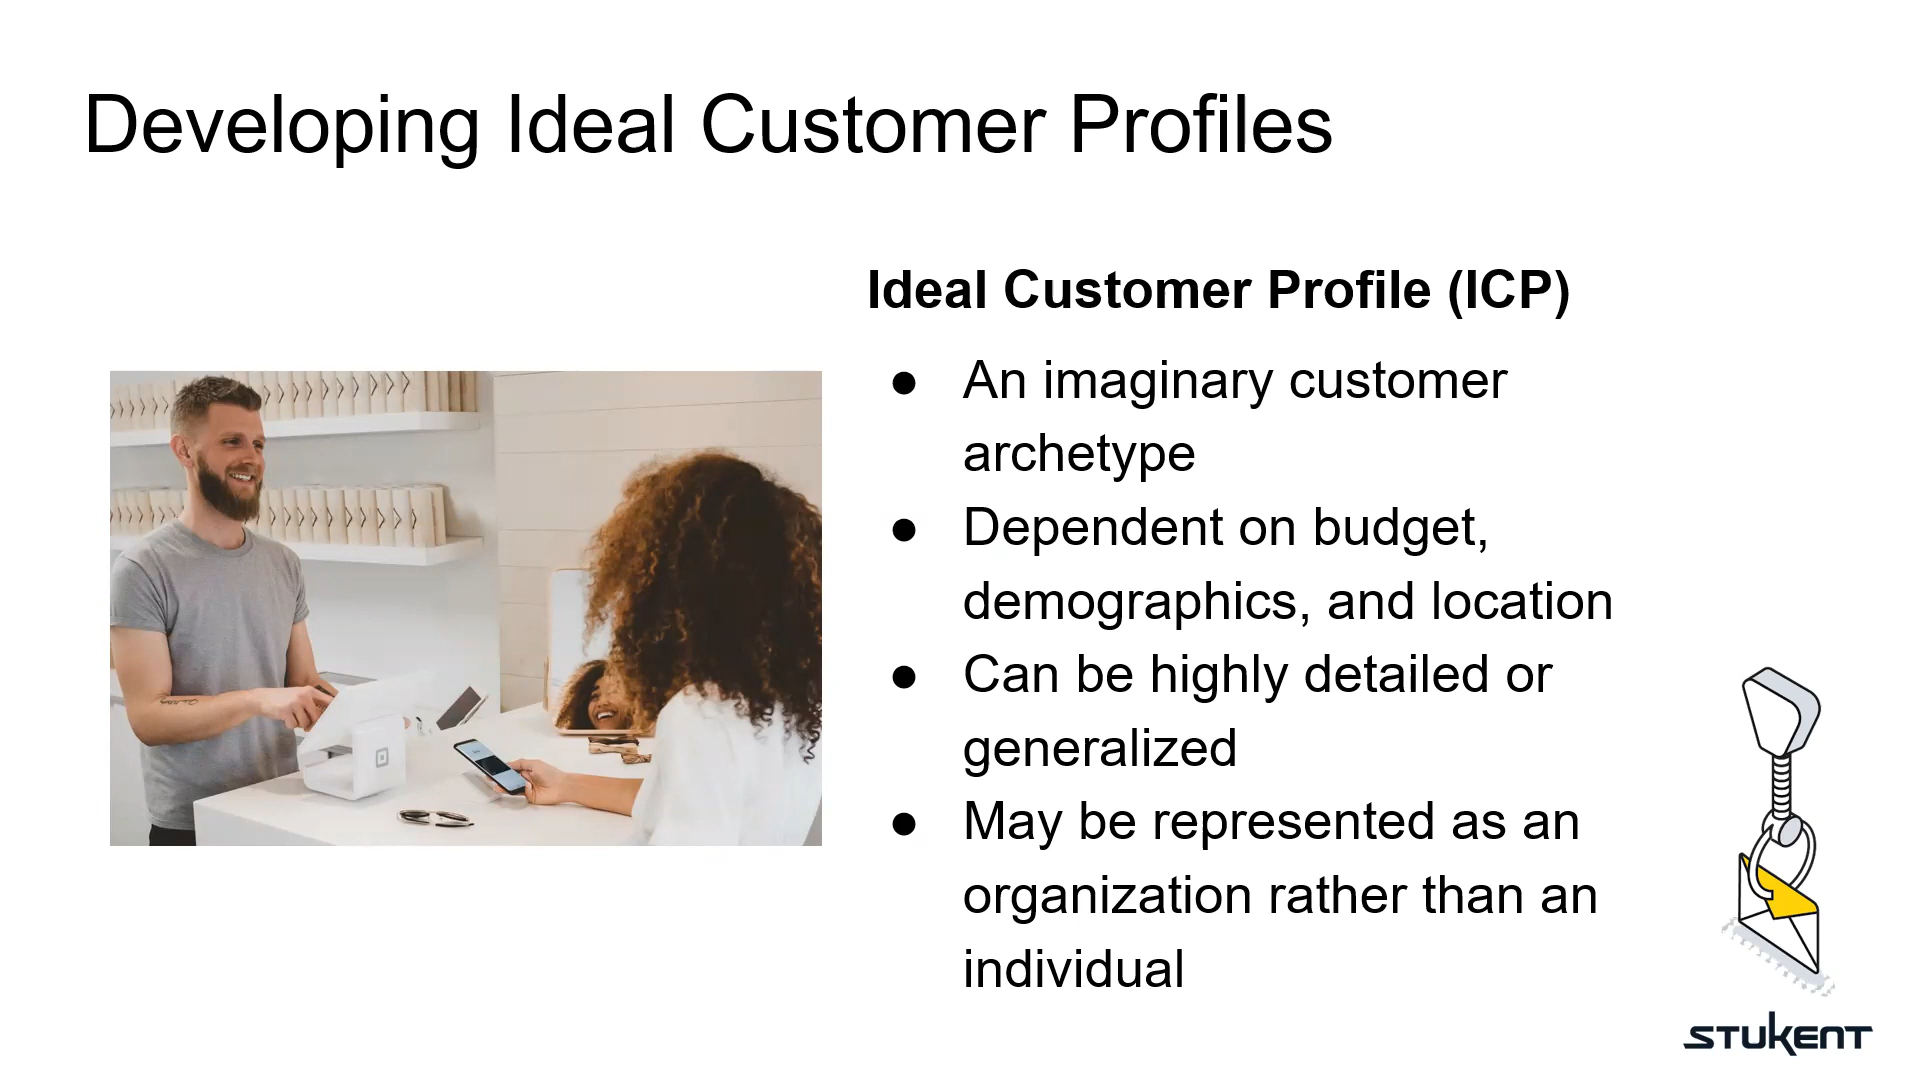 Developing Ideal Customer Profiles
Ideal Customer Profile (ICP)
● An imaginary customer
archetype
● Dependent on budget,
demographics, and location
● Can be highly detailed or
generalized
● May be represented as an
organization rather than an
individual
STUKENT